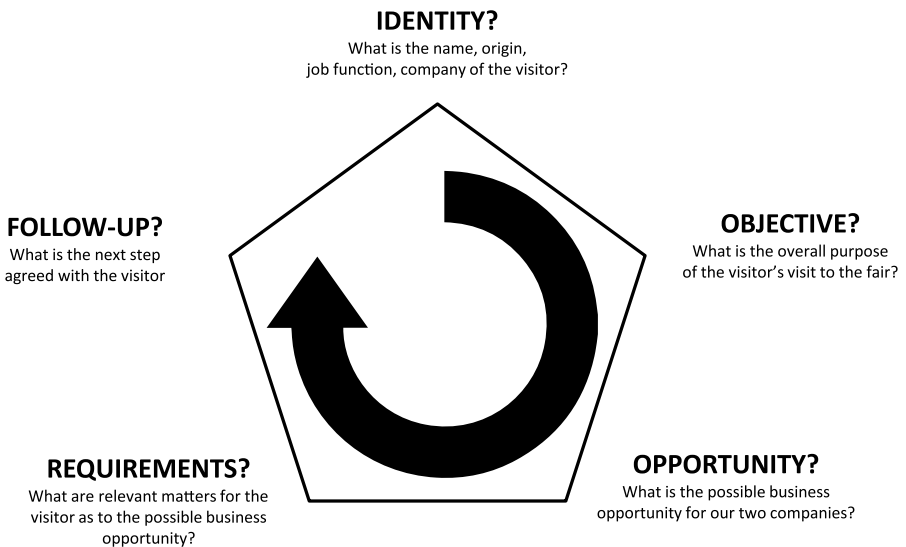 IDENTITY?
What is the name, origin,
job function, company of the visitor?
OBJECTIVE?
What is the overall purpose
of the visitor's visit to the fair?
OPPORTUNITY?
What is the possible business
opportunity for our two companies?
REQUIREMENTS?
What are relevant matters for the
visitor as to the possible business
opportunity?
FOLLOW-UP?
What is the next step
agreed with the visitor